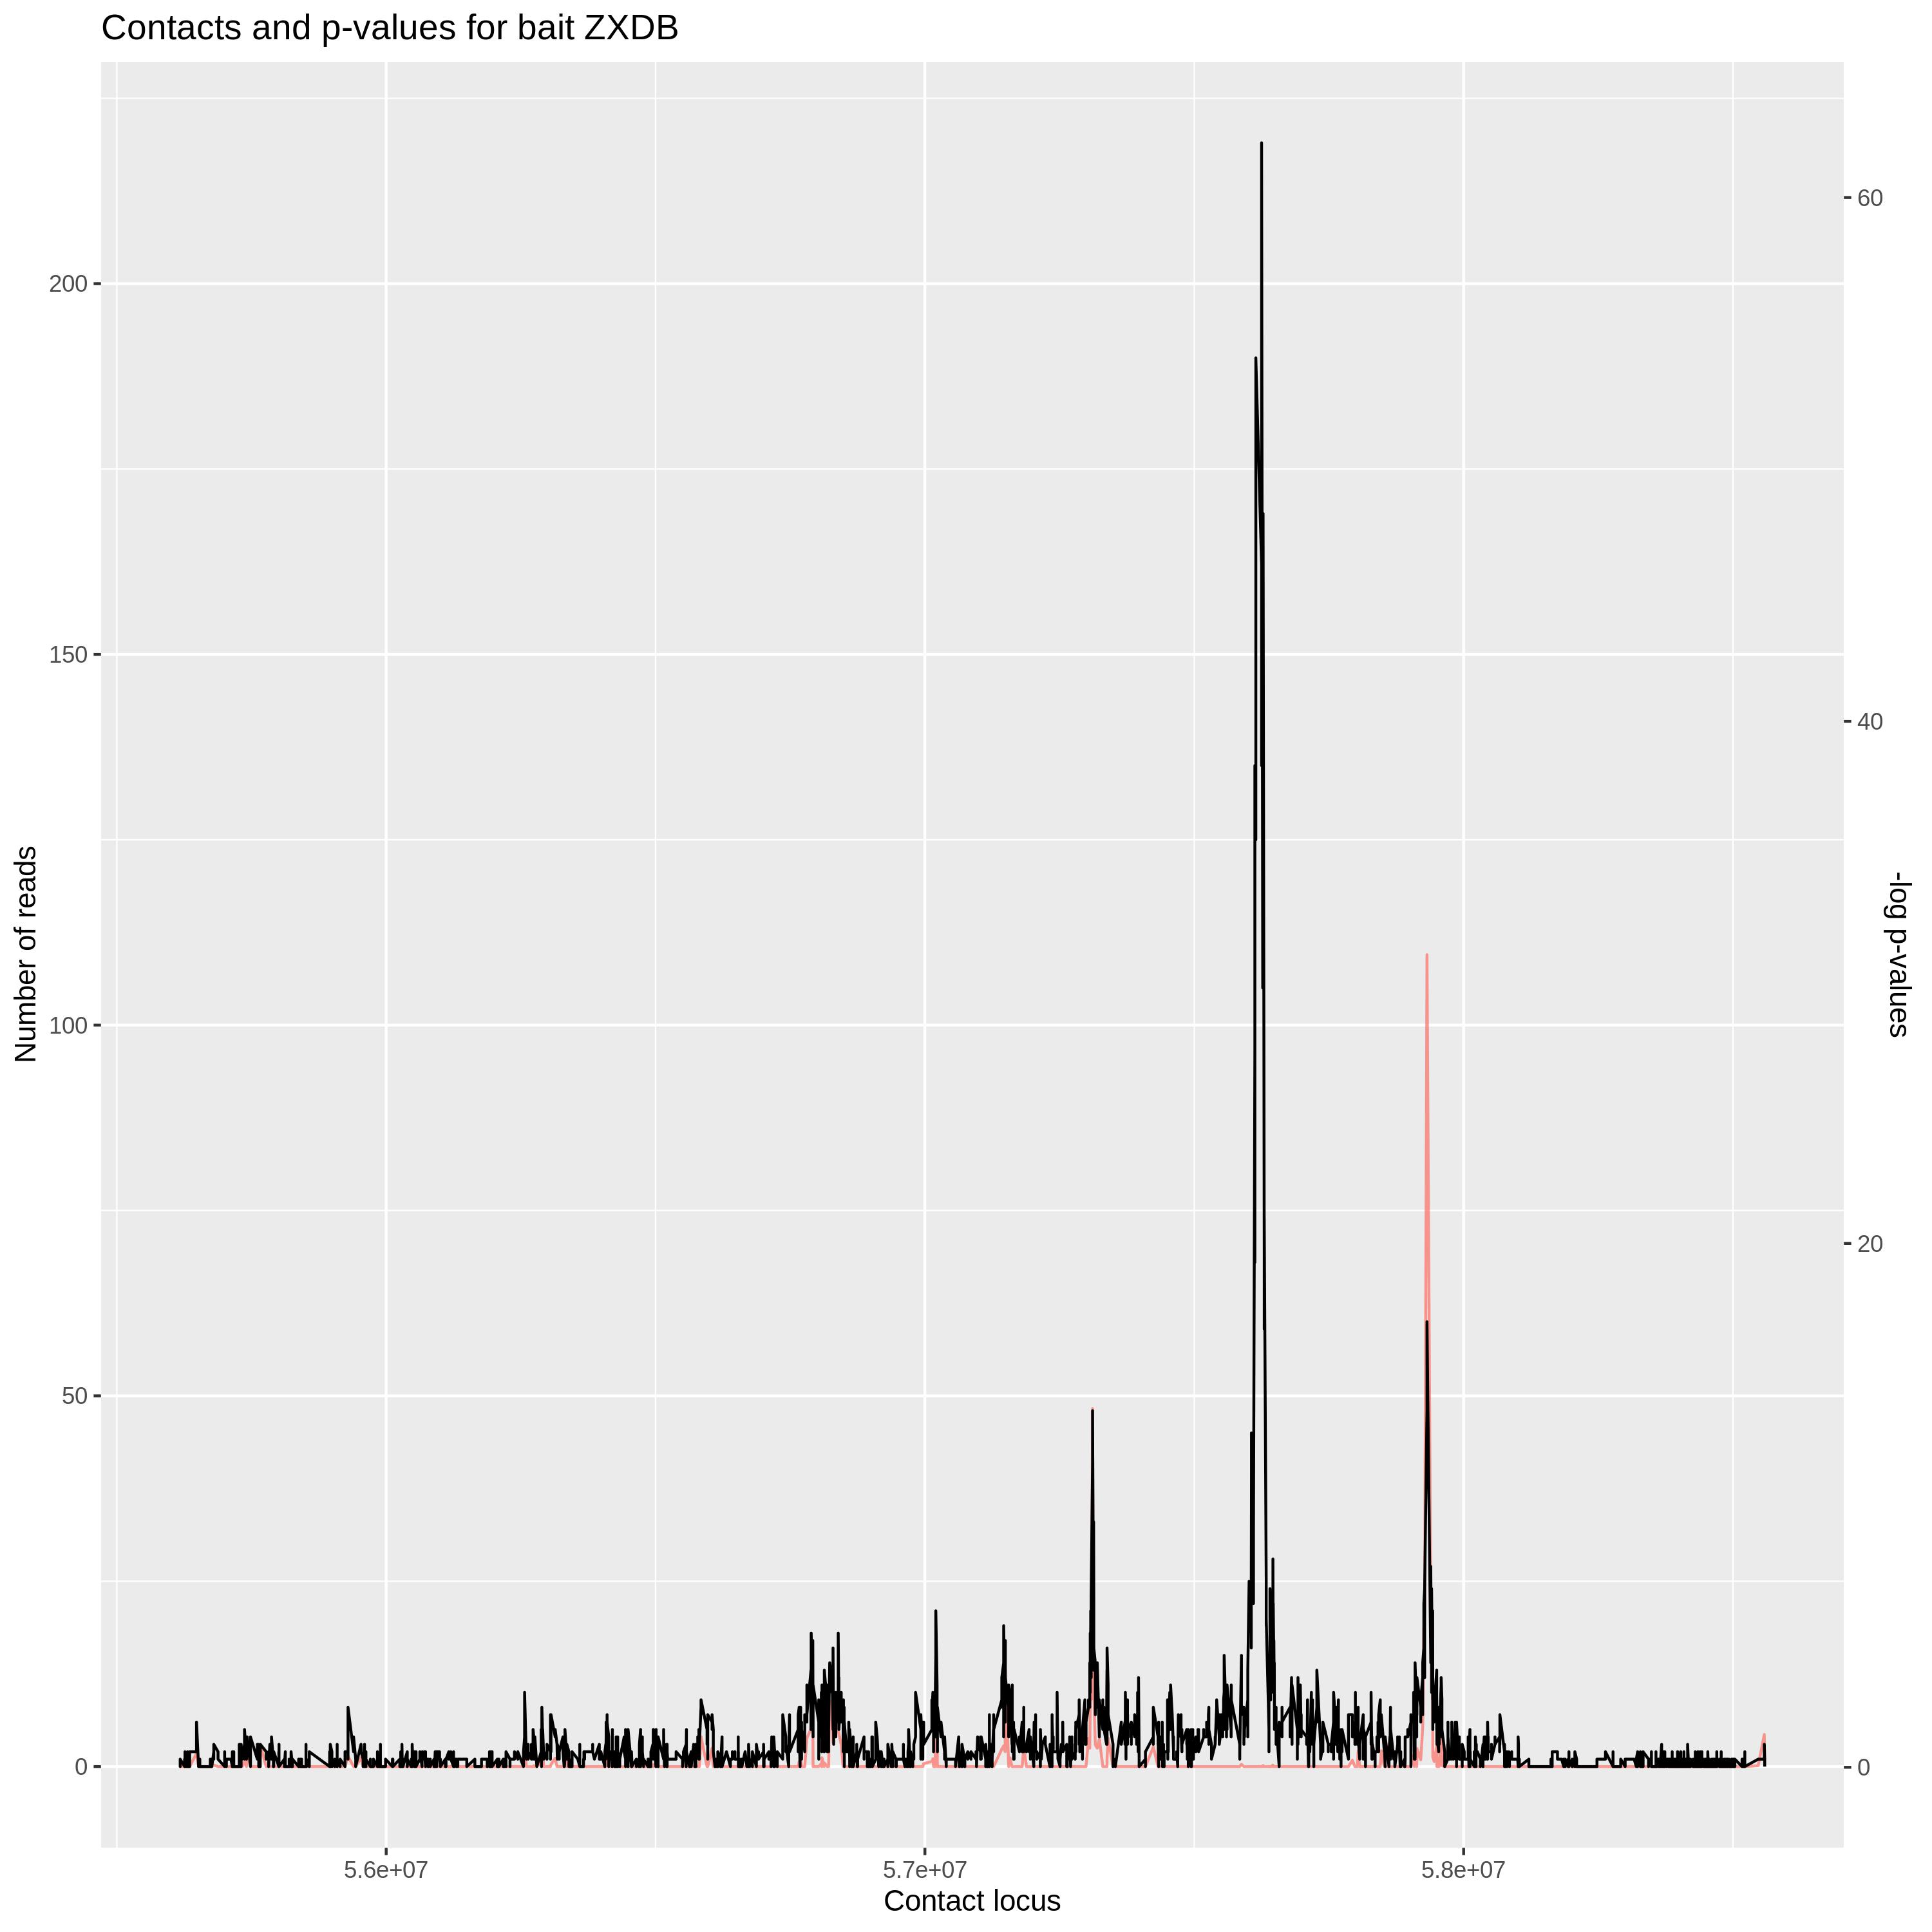 Contacts and p-values for bait ZXDB
200
150
100
50
0
Number of reads
60
40
20
0
-log p-values
5.6e+07
5.7e+07
5.8e+07
Contact locus